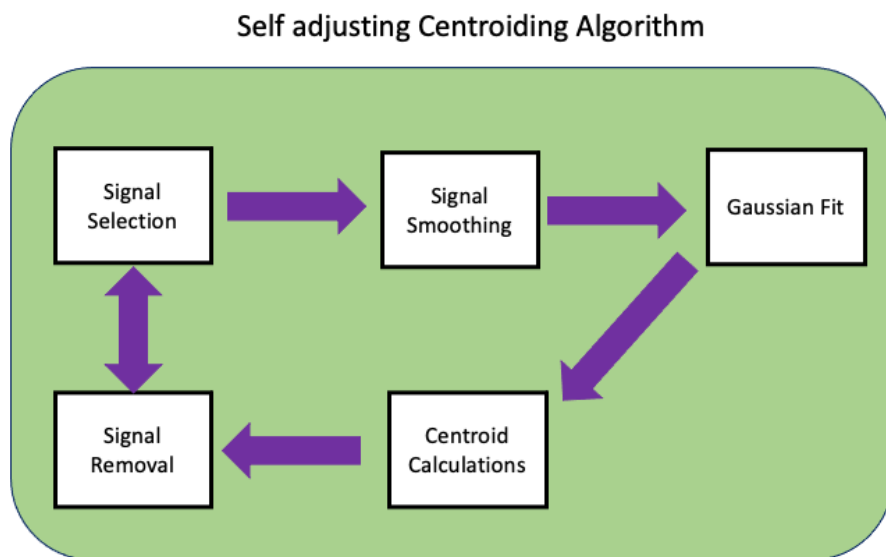 Self adjusting Centroiding Algorithm
Signal
Selection
Signal
Smoothing
Gaussian Fit
Signal
Removal
Centroid
Calculations